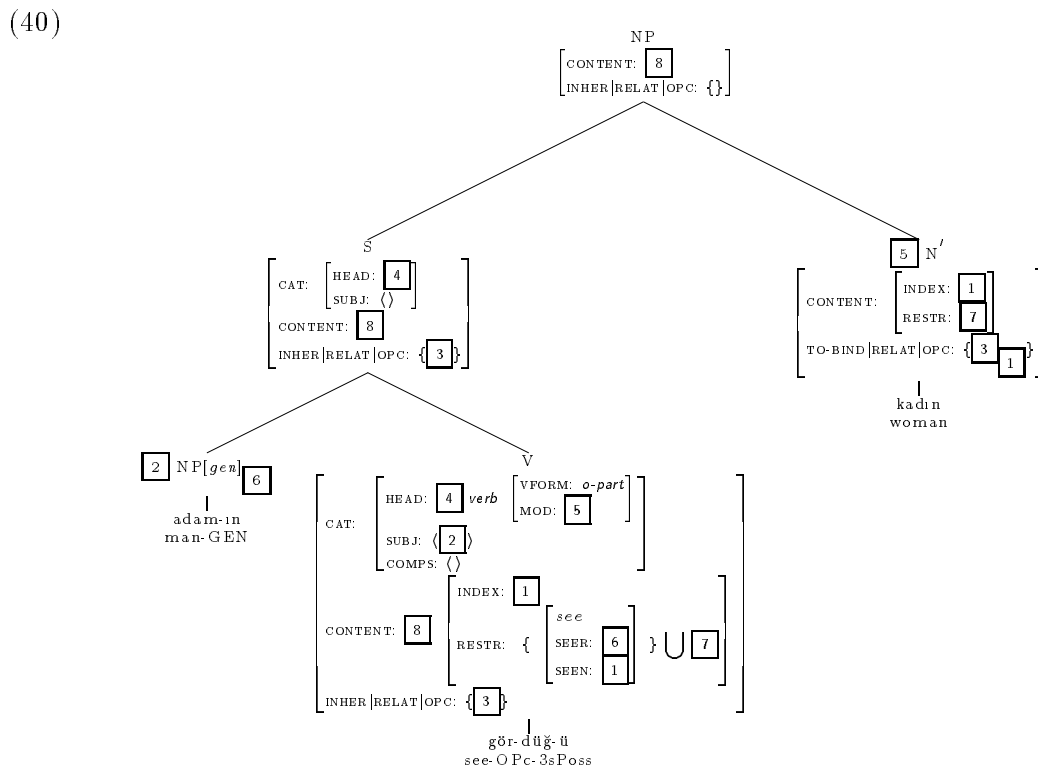 (40)
NP
CONTENT: 8
INHER|RELAT|OPC: {}
S
CAT: HEAD: 4
SUBJ: ⟨⟩
CONTENT: 8
INHER|RELAT|OPC: {3}
5 N′
CONTENT: INDEX: 1
RESTR: 7
TO-BIND|RELAT|OPC: {3 1}
kadın
woman
2 NP[gen] 6
adam-ın
man-GEN
V
CAT: HEAD: 4 verb VFORM: o-part
MOD: 5
SUBJ: ⟨2⟩
COMPS: ⟨⟩
CONTENT: 8 INDEX: 1
RESTR: { see
SEER: 6
SEEN: 1 } ⋃ 7
INHER|RELAT|OPC: {3}
gör-düğ-ü
see-OPc-3sPoss